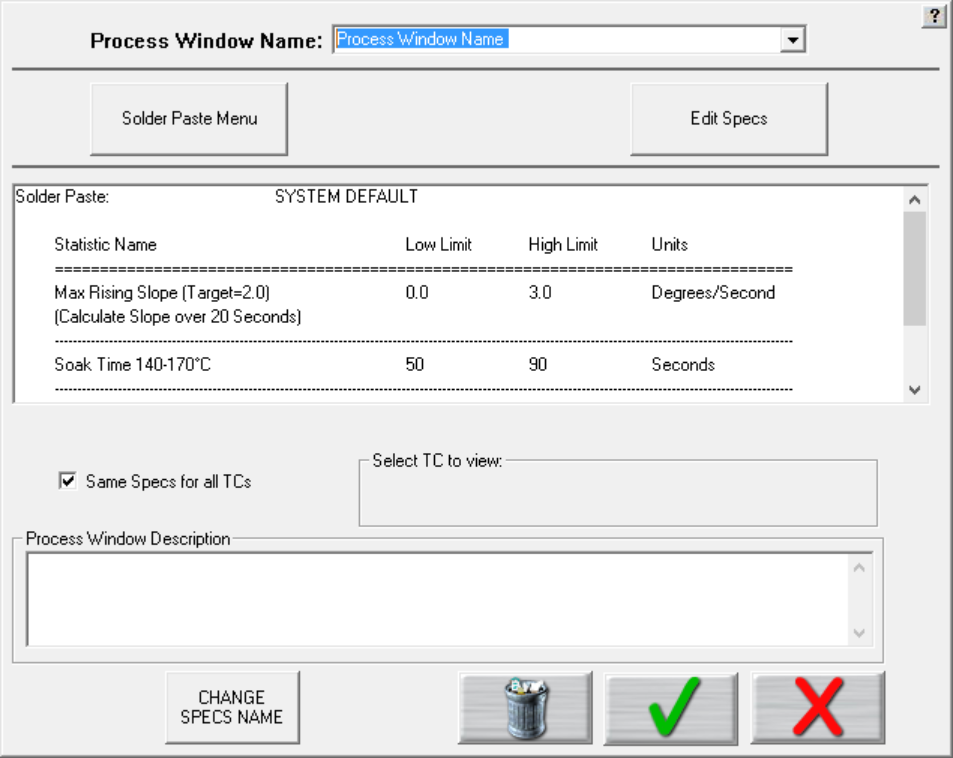 ?
Process Window Name: Process Window Name
Solder Paste Menu
Edit Specs
Solder Paste: SYSTEM DEFAULT
Statistic Name Low Limit High Limit Units
Max Rising Slope (Target=2.0) 0.0 3.0 Degrees/Second
(Calculate Slope over 20 Seconds)
Soak Time 140-170°C 50 90 Seconds
Same Specs for all TCs
Select TC to view:
Process Window Description
CHANGE
SPECS NAME